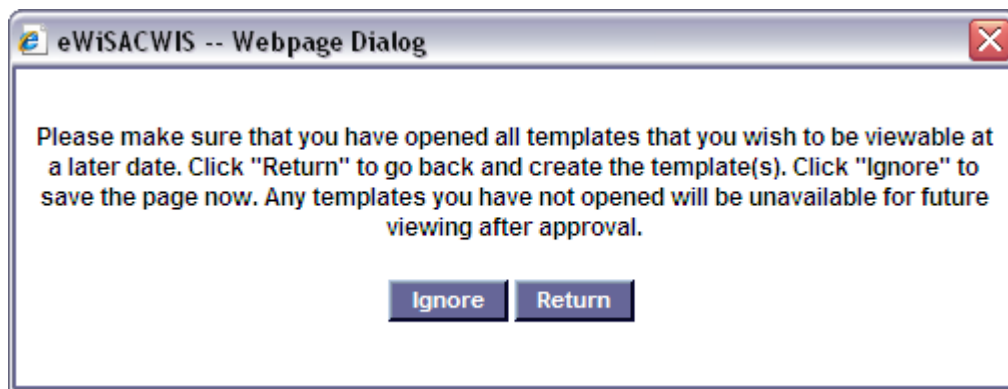 eWiSACWIS -- Webpage Dialog
Please make sure that you have opened all templates that you wish to be viewable at
a later date. Click "Return" to go back and create the template(s). Click "Ignore" to
save the page now. Any templates you have not opened will be unavailable for future
viewing after approval.
Ignore Return